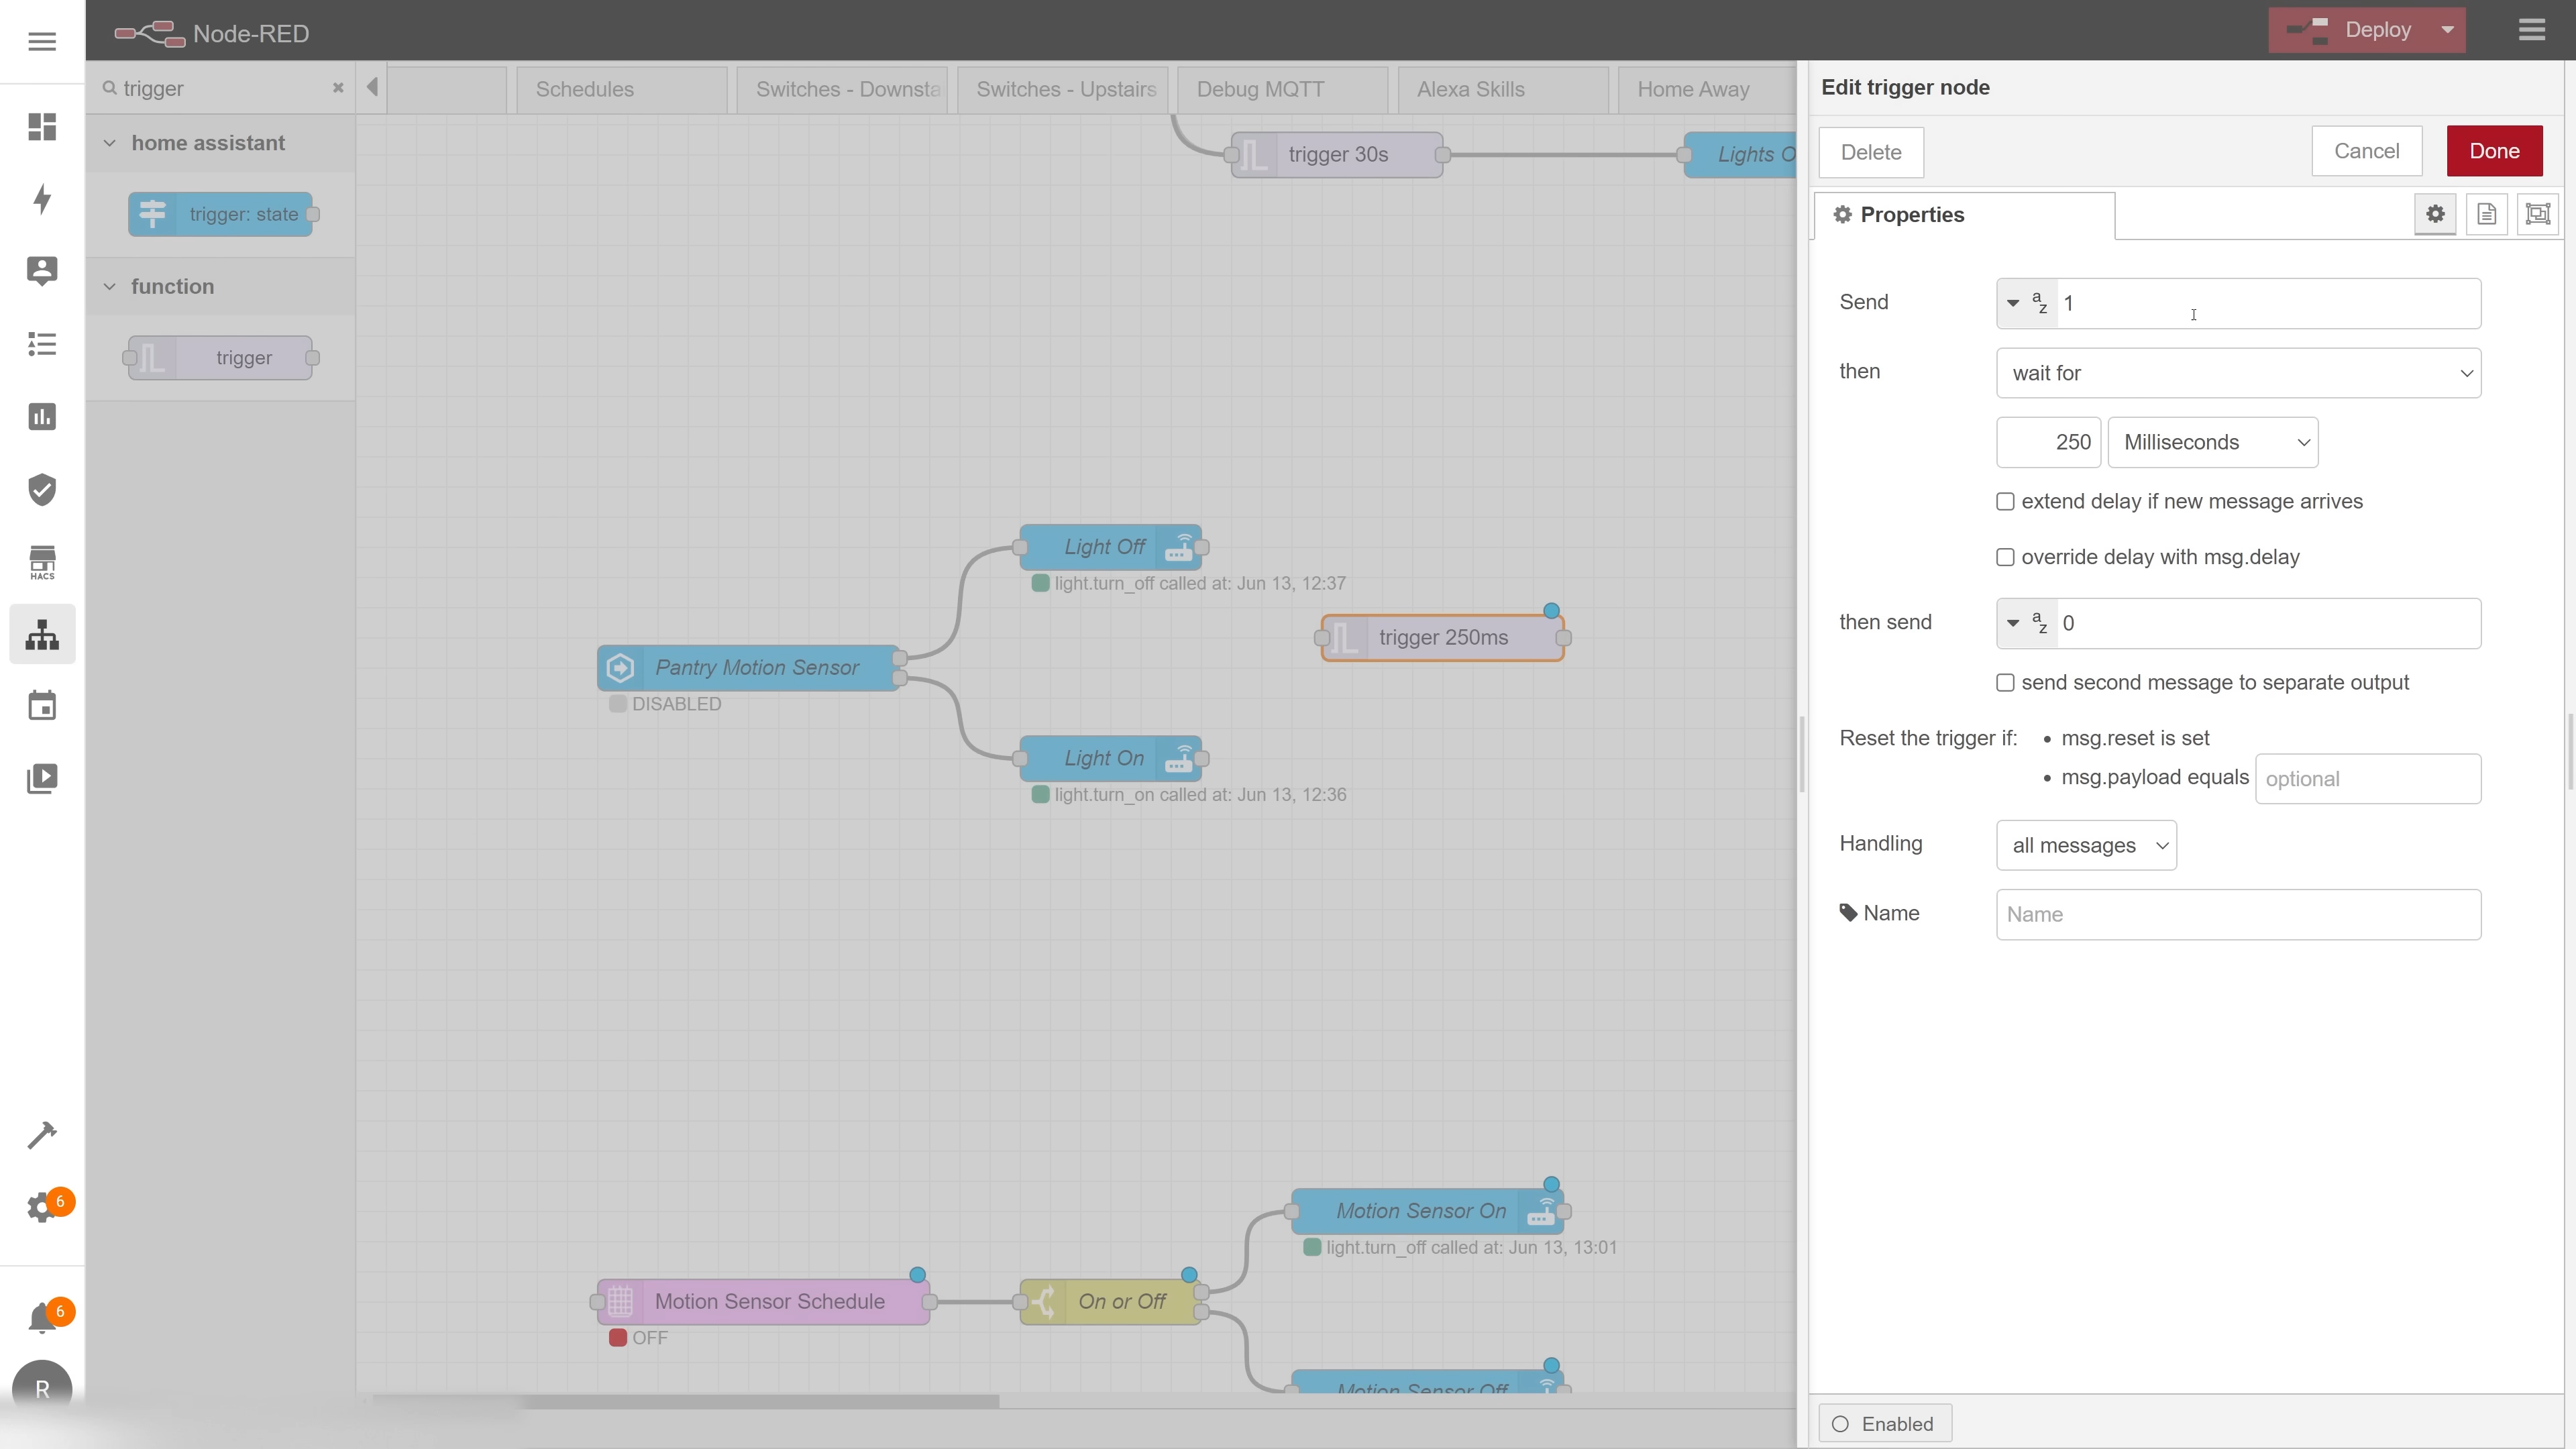 Node-RED
Deploy
trigger
Schedules
Switches - Downsta
Switches - Upstairs
Debug MQTT
Alexa Skills
Home Away
home assistant
trigger: state
function
trigger
HACS
6
6
R
trigger 30s
Lights O
Light Off
light.turn_off called at: Jun 13, 12:37
trigger 250ms
Pantry Motion Sensor
DISABLED
Light On
light.turn_on called at: Jun 13, 12:36
Motion Sensor On
light.turn_off called at: Jun 13, 13:01
Motion Sensor Schedule
OFF
On or Off
Motion Sensor Off
Edit trigger node
Delete
Cancel
Done
Properties
Send
a z
1
then
wait for
250
Milliseconds
extend delay if new message arrives
override delay with msg.delay
then send
a z
0
send second message to separate output
Reset the trigger if:
• msg.reset is set
• msg.payload equals
optional
Handling
all messages
Name
Name
Enabled